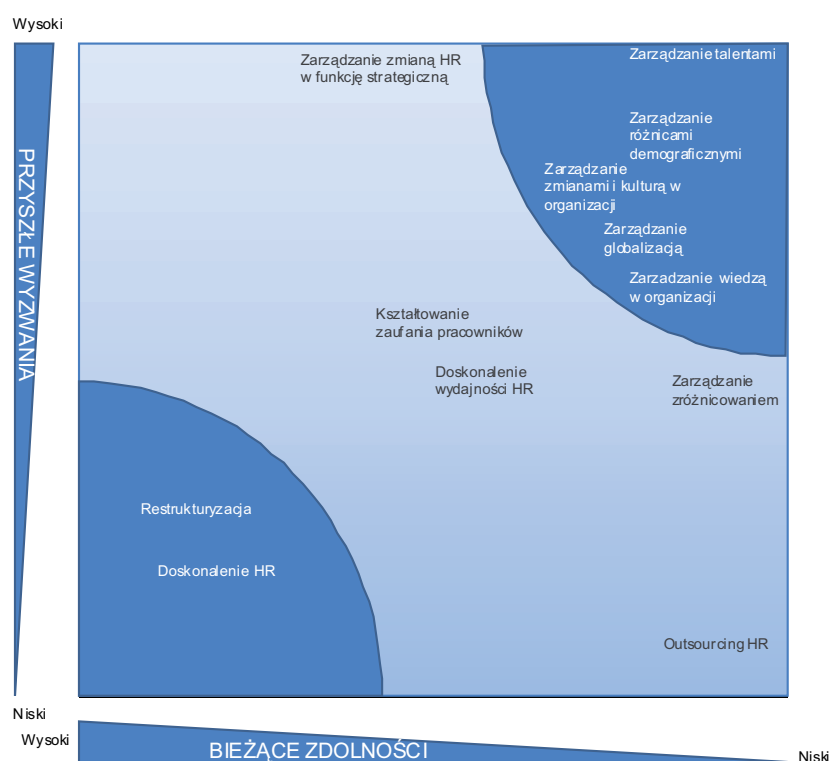 Wysoki
Zarządzanie zmianą HR
w funkcję strategiczną
Zarządzanie talentami
Zarządzanie
różnicami
demograficznymi
Zarządzanie
zmianami i kulturą w
organizacji
Zarządzanie
globalizacją
Zarzadzanie wiedzą
w organizacji
PRZYSZŁE WYZWANIA
Kształtowanie
zaufania pracowników
Doskonalenie
wydajności HR
Zarządzanie
zróżnicowaniem
Restrukturyzacja
Doskonalenie HR
Outsourcing HR
Niski
Wysoki
BIEŻĄCE ZDOLNOŚCI
Niski